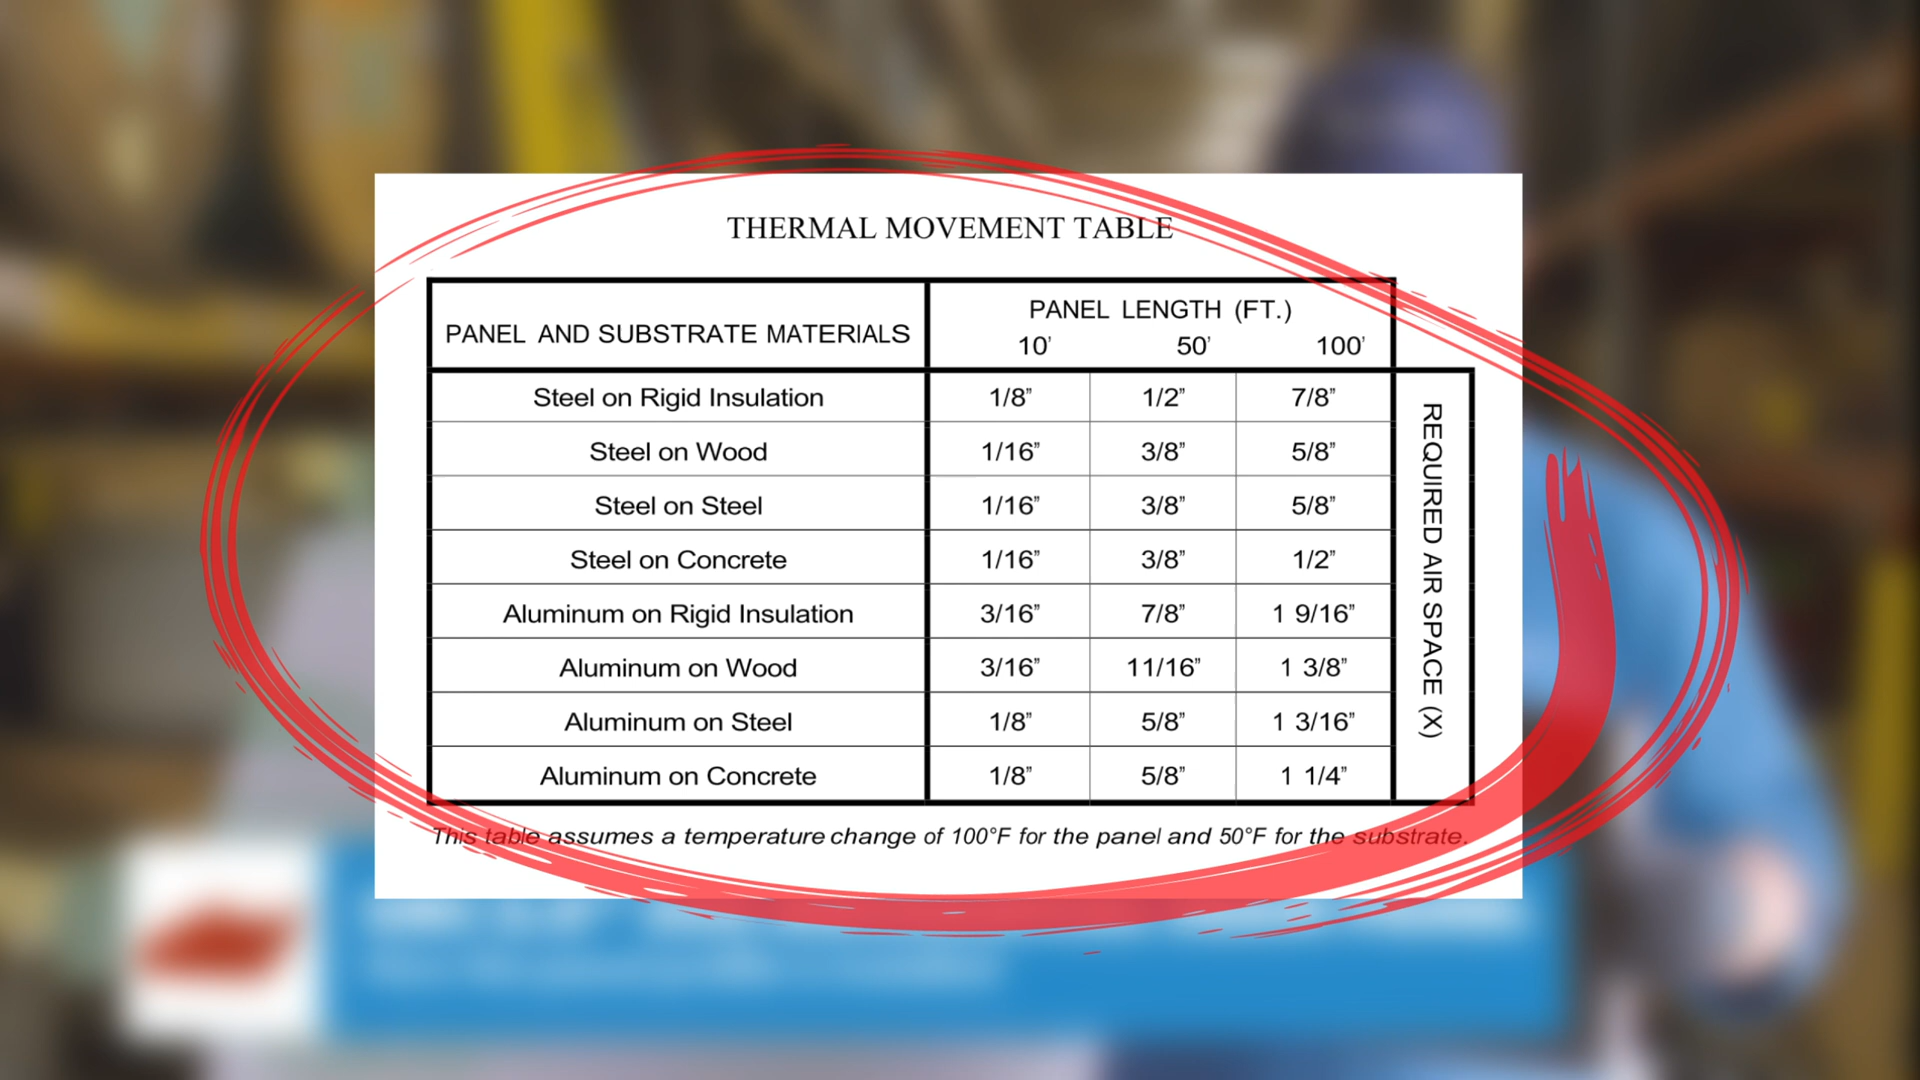 THERMAL MOVEMENT TABLE
PANEL AND SUBSTRATE MATERIALS
PANEL LENGTH (FT.)
10' 50' 100'
Steel on Rigid Insulation 1/8” 1/2” 7/8”
Steel on Wood 1/16” 3/8” 5/8”
Steel on Steel 1/16” 3/8” 5/8”
Steel on Concrete 1/16” 3/8” 1/2”
Aluminum on Rigid Insulation 3/16” 7/8” 1 9/16”
Aluminum on Wood 3/16” 11/16” 1 3/8”
Aluminum on Steel 1/8” 5/8” 1 3/16”
Aluminum on Concrete 1/8” 5/8” 1 1/4”
REQUIRED AIR SPACE (X)
This table assumes a temperature change of 100°F for the panel and 50°F for the substrate.